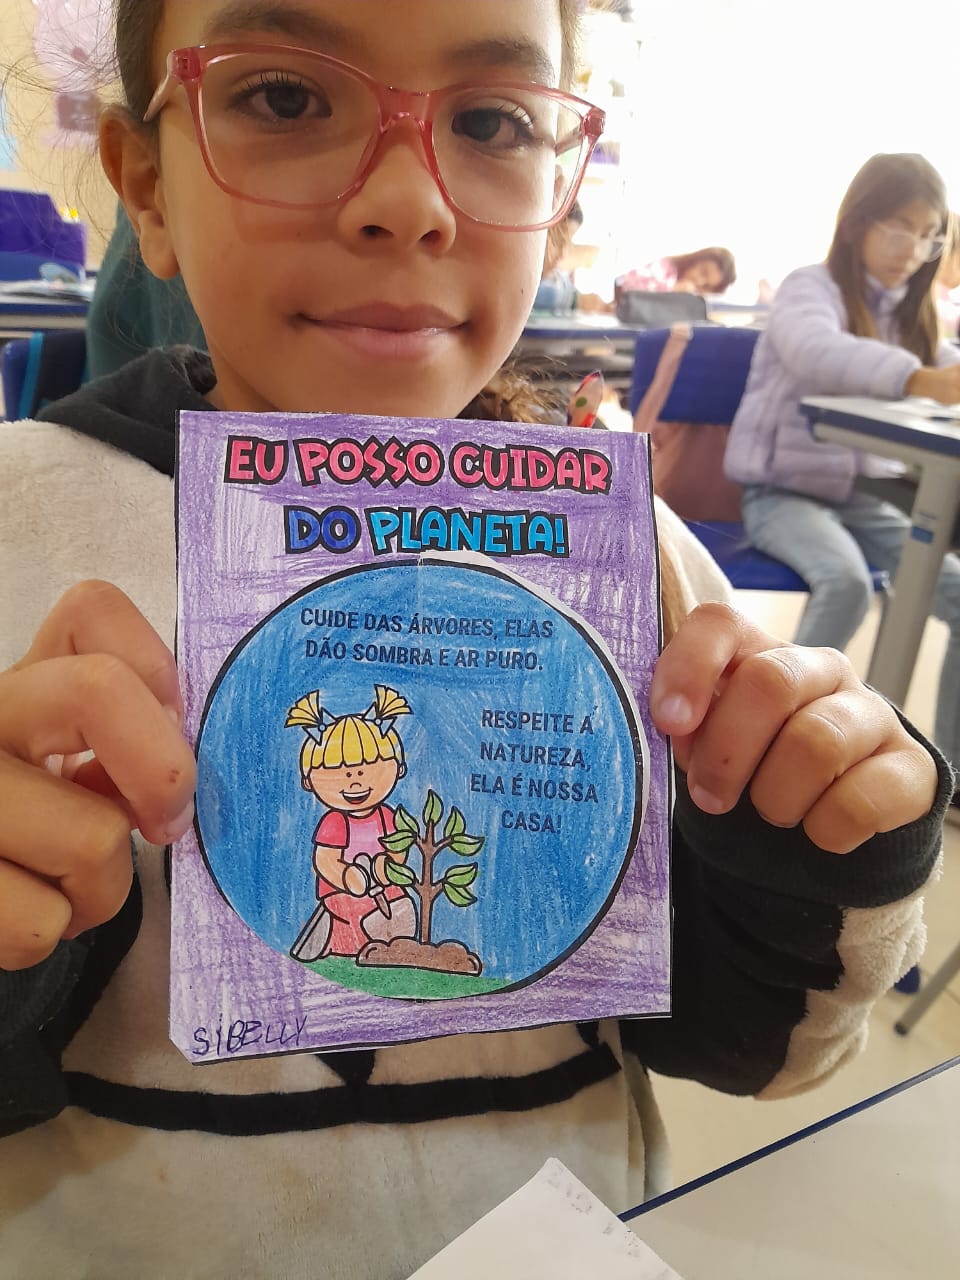 EU POSSO CUIDAR
DO PLANETA!
CUIDE DAS ÁRVORES, ELAS
DÃO SOMBRA E AR PURO.
RESPEITE A
NATUREZA,
ELA É NOSSA
CASA!
SIBELLY